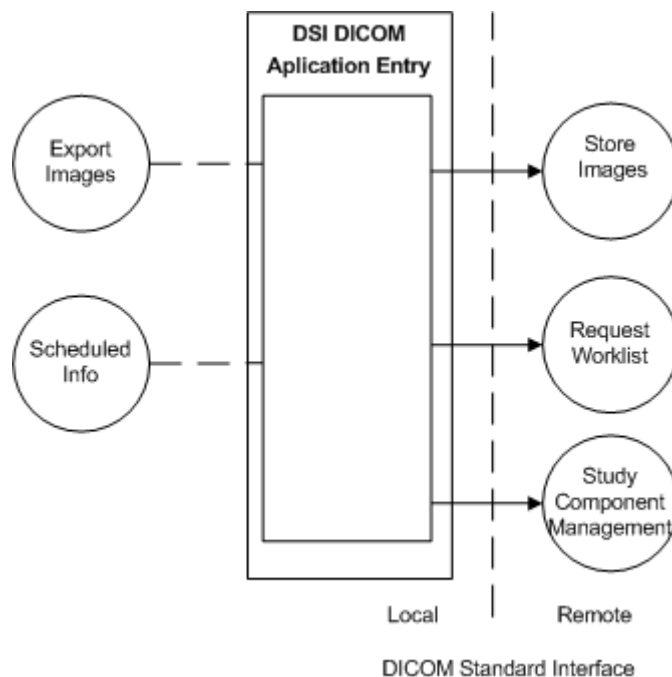 DSI DICOM
Aplication Entry
Export
Images
Store
Images
Scheduled
Info
Request
Worklist
Study
Component
Management
Local
Remote
DICOM Standard Interface